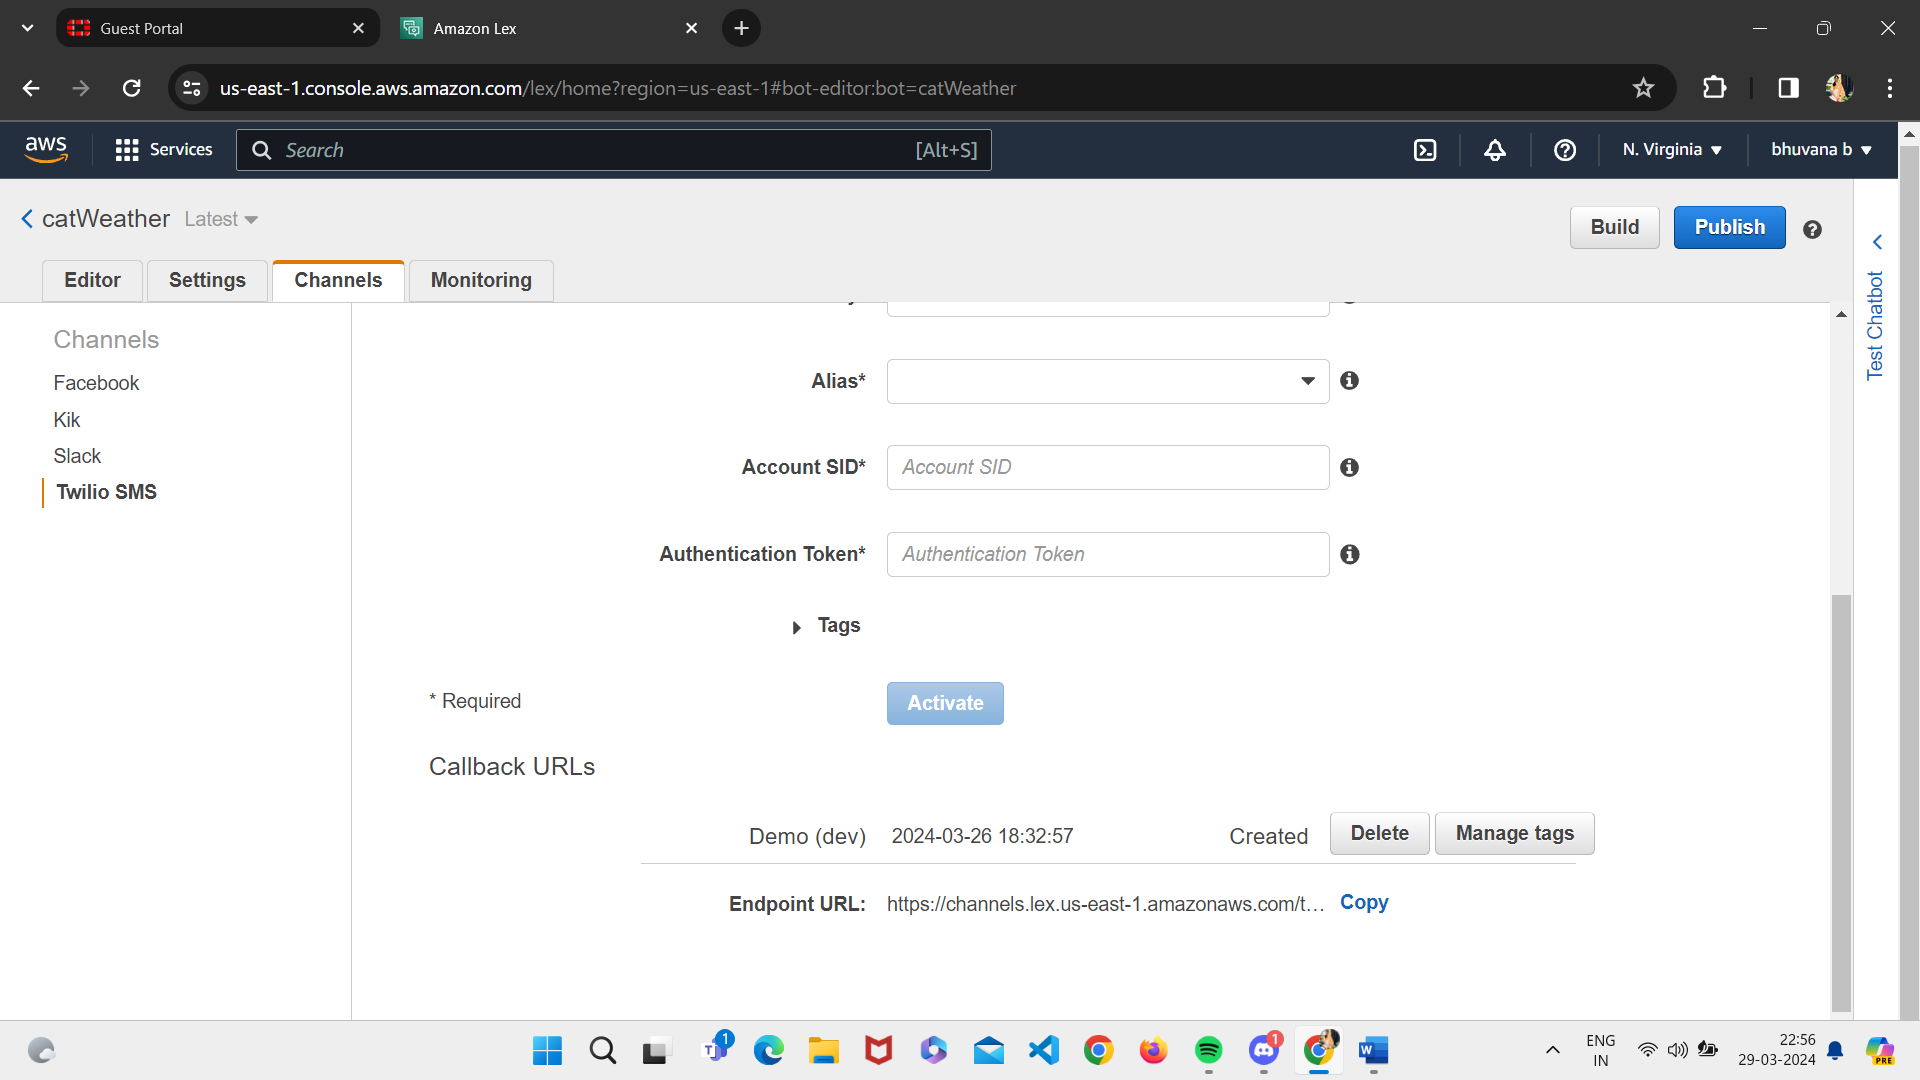 Guest Portal
Amazon Lex
us-east-1.console.aws.amazon.com/lex/home?region=us-east-1#bot-editor:bot=catWeather
aws
Services
Search
[Alt+S]
N. Virginia
bhuvana b
catWeather Latest
Build
Publish
Editor
Settings
Channels
Monitoring
Test Chatbot
Channels
Facebook
Kik
Slack
Twilio SMS
Alias*
Account SID*
Account SID
Authentication Token*
Authentication Token
Tags
* Required
Activate
Callback URLs
Demo (dev) 2024-03-26 18:32:57 Created
Delete
Manage tags
Endpoint URL: https://channels.lex.us-east-1.amazonaws.com/t...
Copy
1
1
ENG
IN
22:56
29-03-2024
PRE